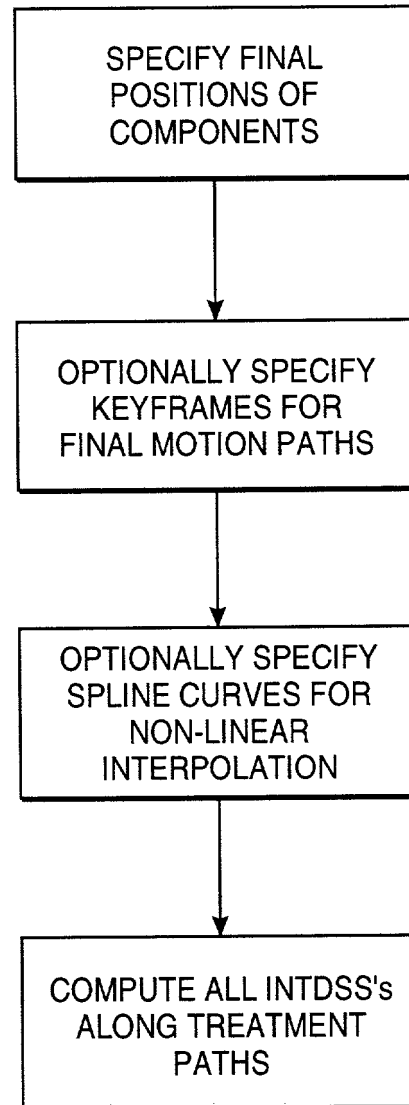 SPECIFY FINAL
POSITIONS OF
COMPONENTS
OPTIONALLY SPECIFY
KEYFRAMES FOR
FINAL MOTION PATHS
OPTIONALLY SPECIFY
SPLINE CURVES FOR
NON-LINEAR
INTERPOLATION
COMPUTE ALL INTDSS's
ALONG TREATMENT
PATHS